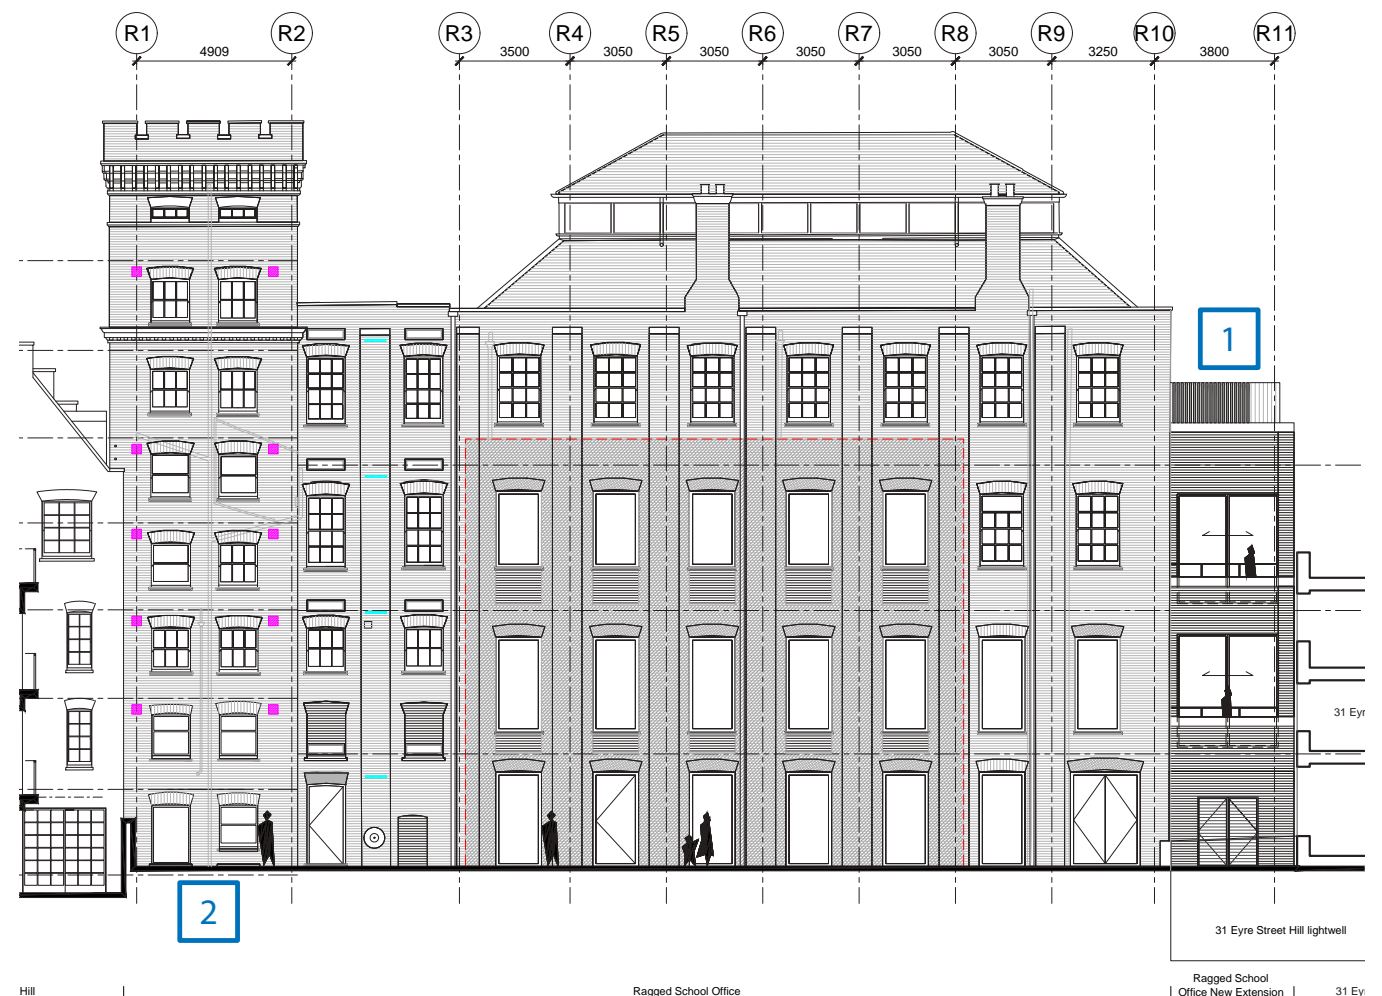 R1 R2 R3 R4 R5 R6 R7 R8 R9 R10 R11
4909 3500 3050 3050 3050 3050 3050 3250 3800
1
31 Eyr
2
31 Eyre Street Hill lightwell
Hill
Ragged School Office
Ragged School
Office New Extension
31 Ey